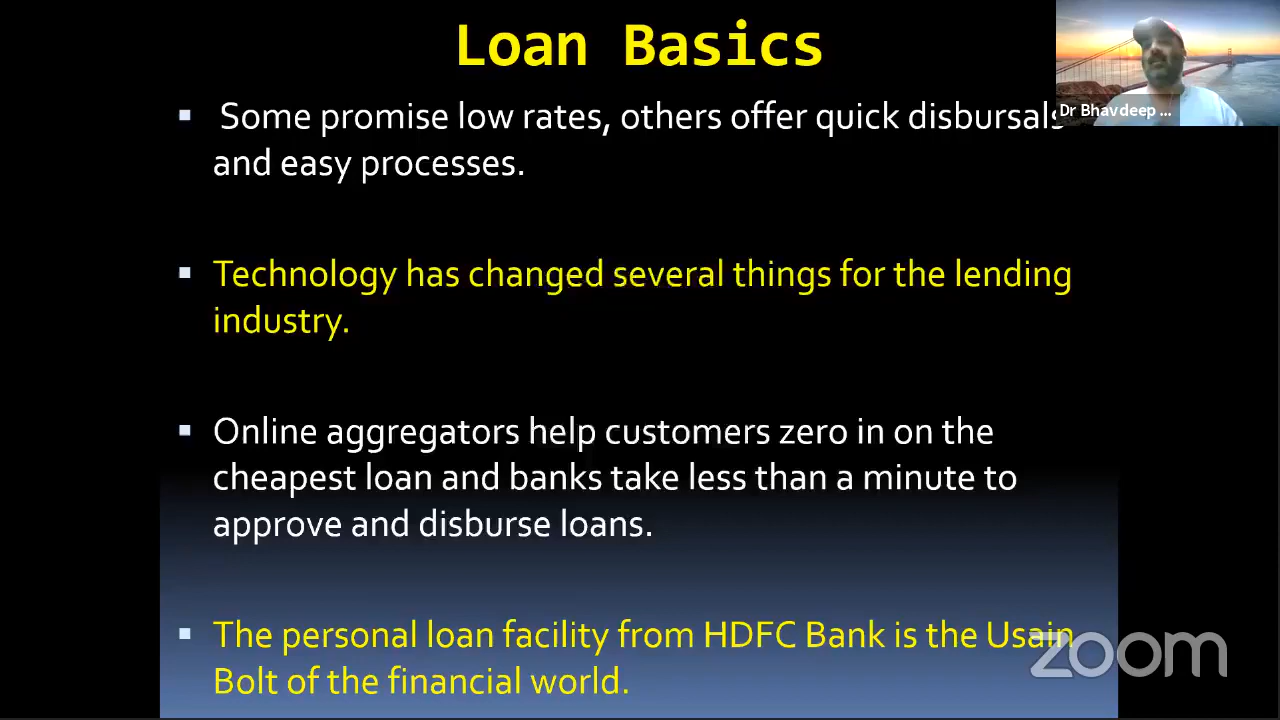 Loan Basics
Some promise low rates, others offer quick disbursals
and easy processes.
Technology has changed several things for the lending
industry.
Online aggregators help customers zero in on the
cheapest loan and banks take less than a minute to
approve and disburse loans.
The personal loan facility from HDFC Bank is the Usain
Bolt of the financial world.
Dr Bhavdeep ...
zoom